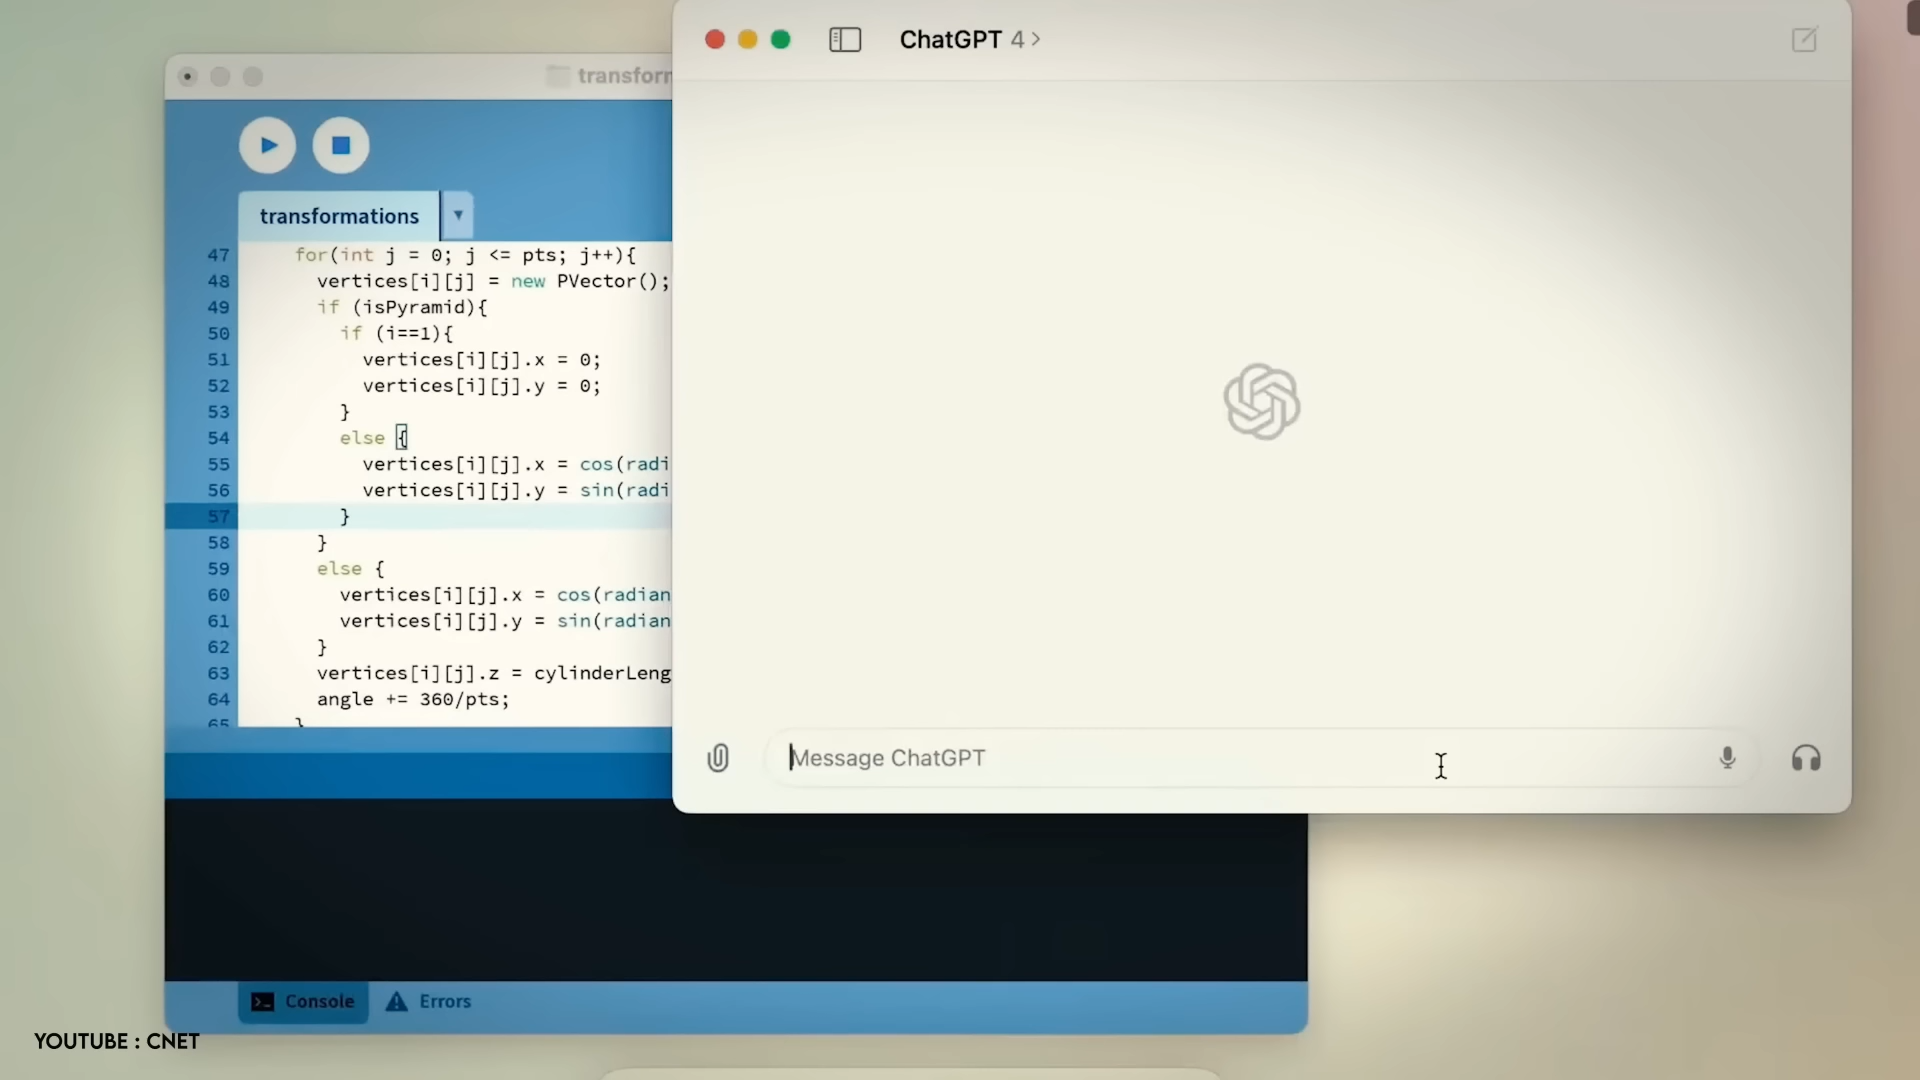 ChatGPT 4 >
transform
transformations
47 for(int j = 0; j <= pts; j++){
48 vertices[i][j] = new PVector();
49 if (isPyramid){
50 if (i==1){
51 vertices[i][j].x = 0;
52 vertices[i][j].y = 0;
53 }
54 else {
55 vertices[i][j].x = cos(radi
56 vertices[i][j].y = sin(radi
57 }
58 }
59 else {
60 vertices[i][j].x = cos(radian
61 vertices[i][j].y = sin(radian
62 }
63 vertices[i][j].z = cylinderLeng
64 angle += 360/pts;
65 }
Message ChatGPT
Console
Errors
YOUTUBE : CNET